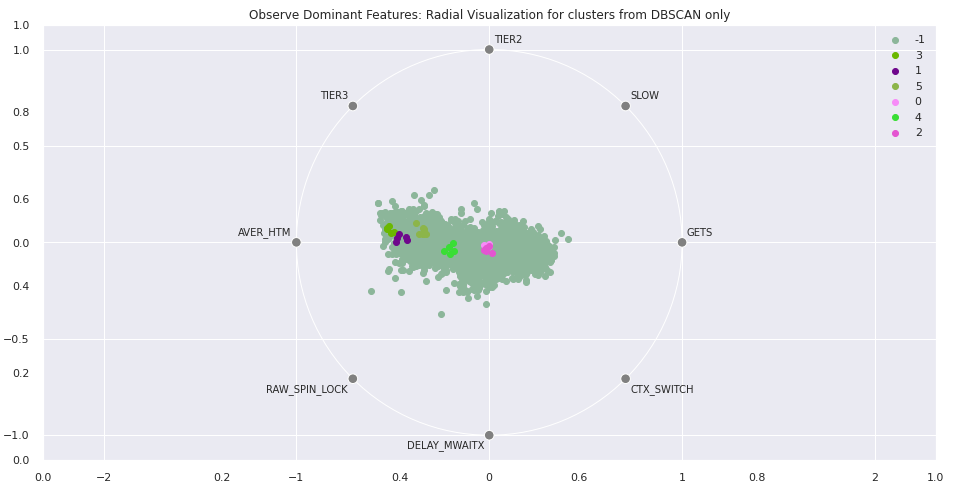 Observe Dominant Features: Radial Visualization for clusters from DBSCAN only
1.0
1.0
0.8
0.5
0.6
0.0
0.4
−0.5
0.2
−1.0
0.0
TIER2
TIER3
SLOW
AVER_HTM
GETS
RAW_SPIN_LOCK
CTX_SWITCH
DELAY_MWAITX
-1
3
1
5
0
4
2
0.0 −2 0.2 −1 0.4 0 0.6 1 0.8 2 1.0